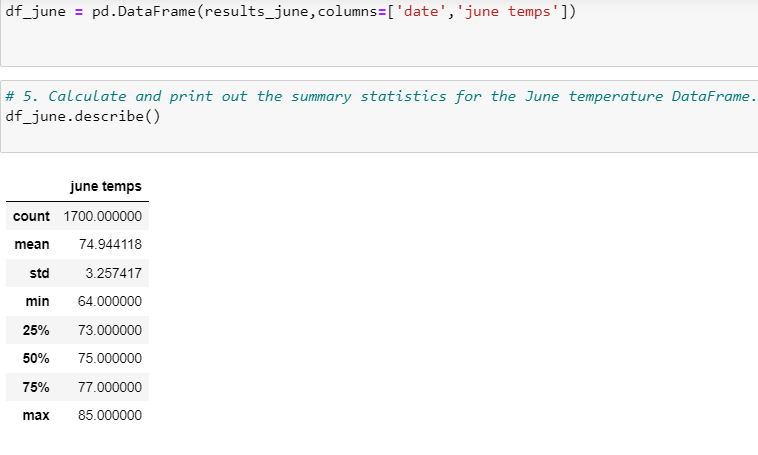 df_june = pd.DataFrame(results_june,columns=['date','june temps'])
# 5. Calculate and print out the summary statistics for the June temperature DataFrame.
df_june.describe()
june temps
count 1700.000000
mean 74.944118
std 3.257417
min 64.000000
25% 73.000000
50% 75.000000
75% 77.000000
max 85.000000